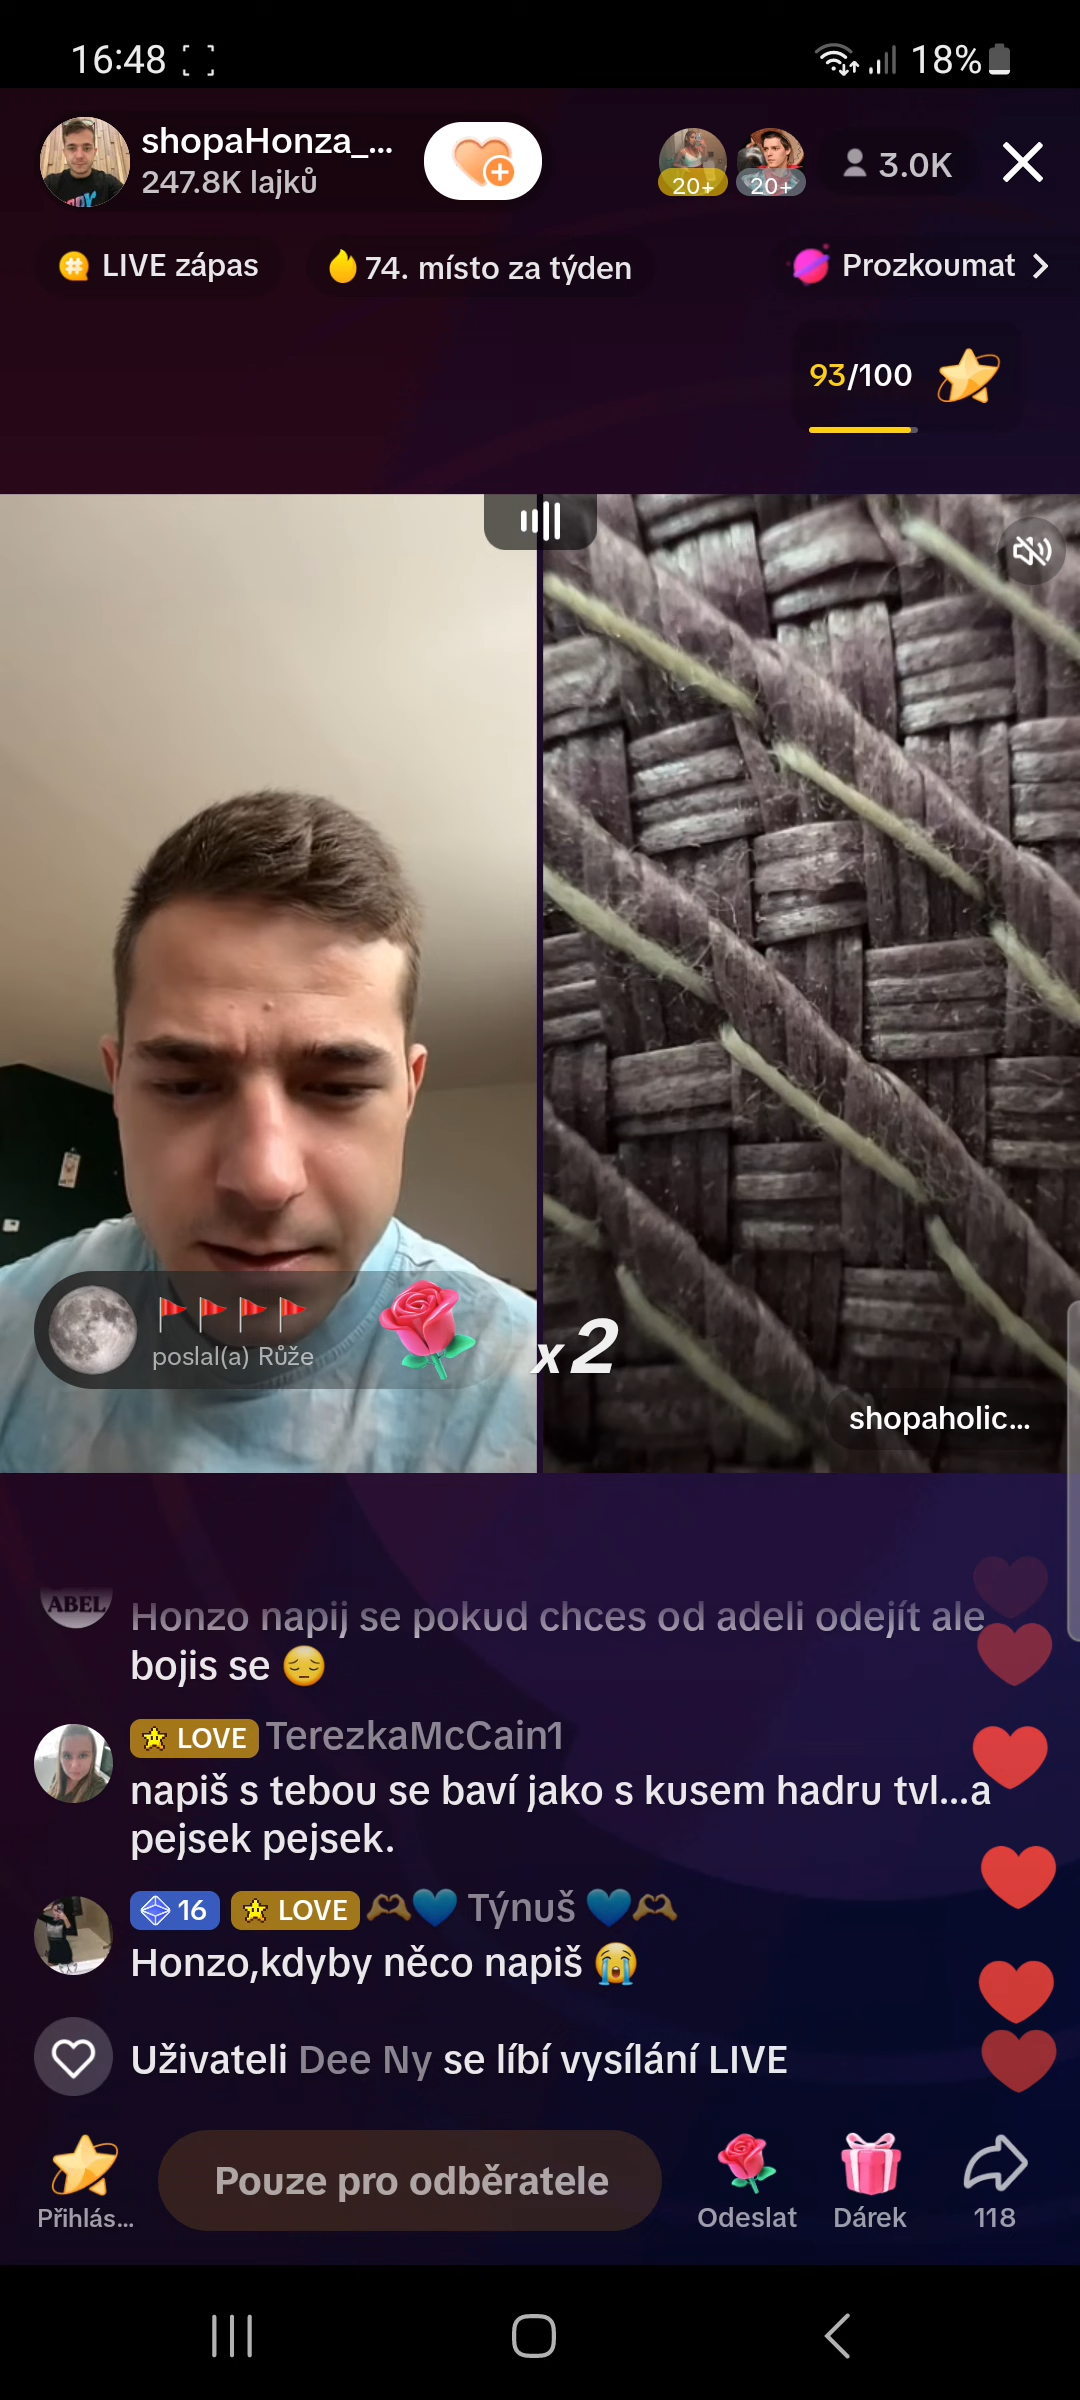 16:48
18%
shopaHonza_...
247.8K lajků
20+
20+
3.0K
LIVE zápas
74. místo za týden
Prozkoumat
93/100
🚩🚩🚩🚩
poslal(a) Růže
x2
shopaholic...
ABEL
Honzo napij se pokud chces od adeli odejít ale
bojis se 😔
LOVE TerezkaMcCain1
napiš s tebou se baví jako s kusem hadru tvl...a
pejsek pejsek.
16 LOVE 🫶💙 Týnuš 💙🫶
Honzo,kdyby něco napiš 😭
Uživateli Dee Ny se líbí vysílání LIVE
Pouze pro odběratele
Přihlás...
Odeslat
Dárek
118